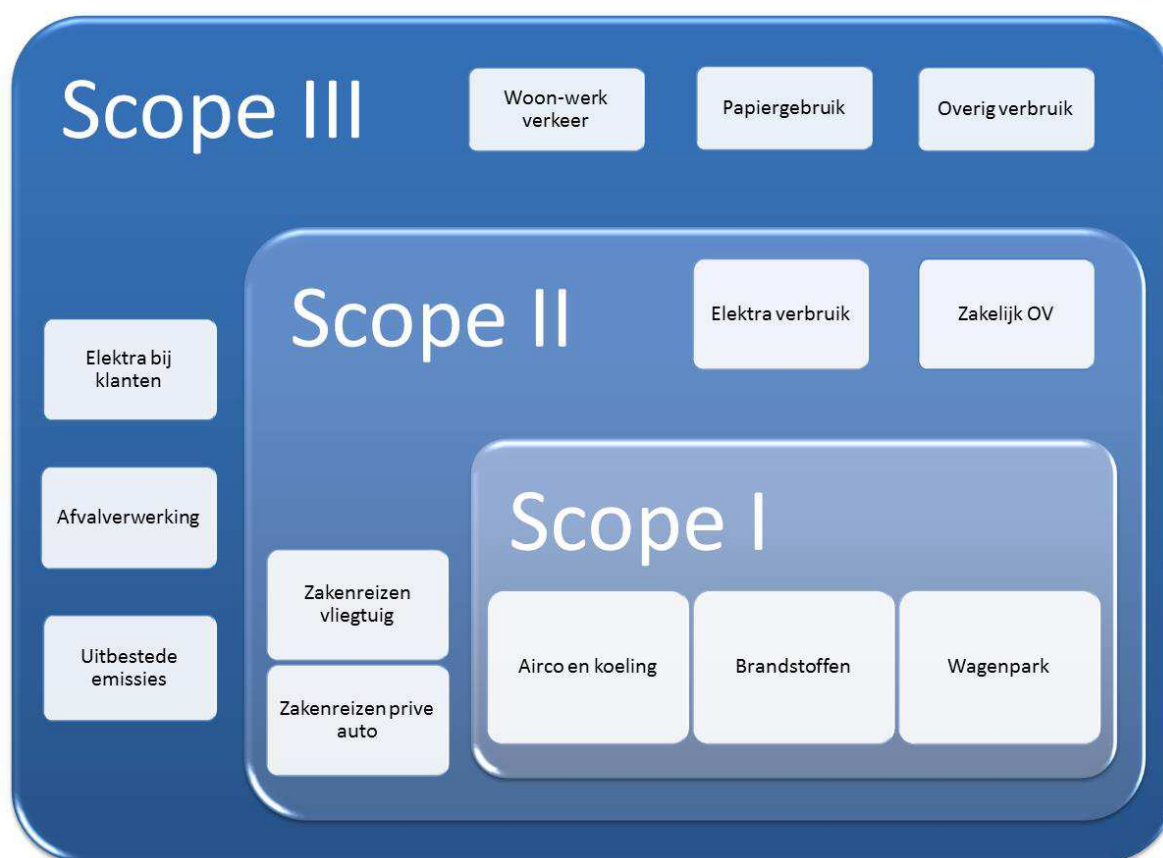 Scope III
Woon-werk
verkeer
Papiergebruik
Overig verbruik
Scope II
Elektra verbruik
Zakelijk OV
Elektra bij
klanten
Afvalverwerking
Uitbestede
emissies
Zakenreizen
vliegtuig
Zakenreizen prive
auto
Scope I
Airco en koeling
Brandstoffen
Wagenpark